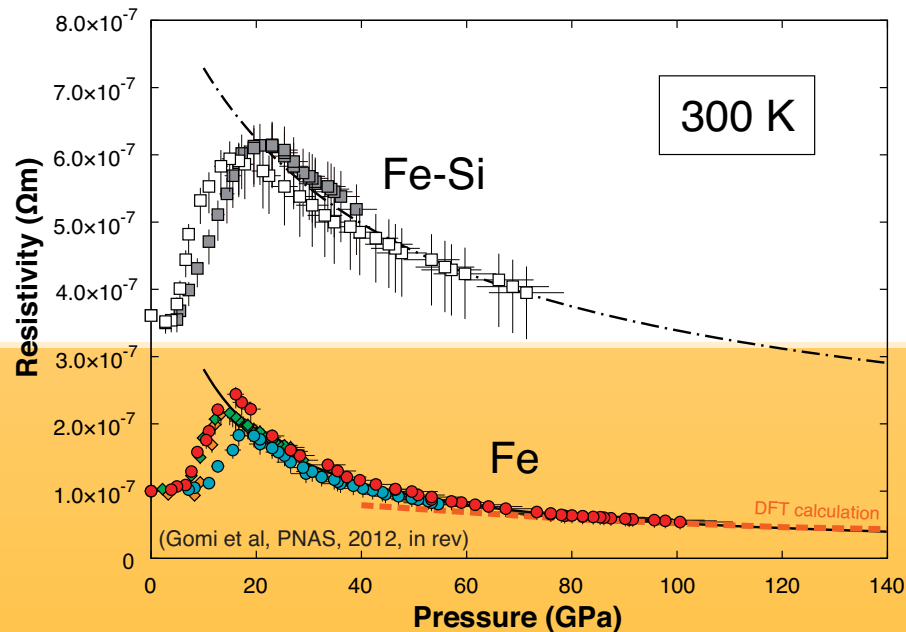 8.0×10⁻⁷
7.0×10⁻⁷
6.0×10⁻⁷
5.0×10⁻⁷
4.0×10⁻⁷
3.0×10⁻⁷
2.0×10⁻⁷
1.0×10⁻⁷
0
Resistivity (Ωm)
300 K
Fe-Si
Fe
DFT calculation
(Gomi et al, PNAS, 2012, in rev)
0 20 40 60 80 100 120 140
Pressure (GPa)